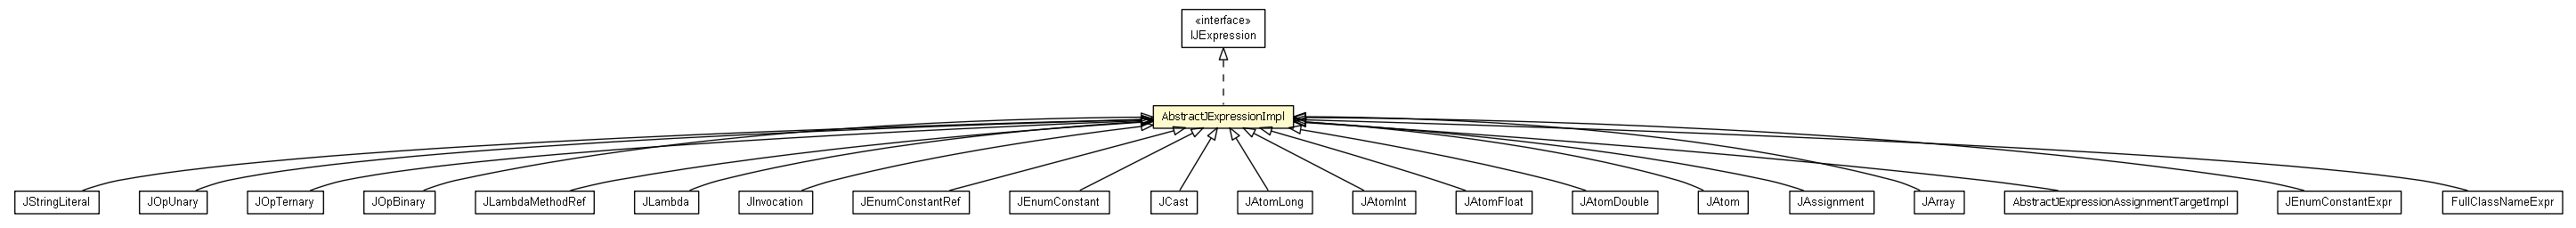 «interface»
IJExpression
AbstractJExpressionImpl
JStringLiteral
JOpUnary
JOpTernary
JOpBinary
JLambdaMethodRef
JLambda
JInvocation
JEnumConstantRef
JEnumConstant
JCast
JAtomLong
JAtomInt
JAtomFloat
JAtomDouble
JAtom
JAssignment
JArray
AbstractJExpressionAssignmentTargetImpl
JEnumConstantExpr
FullClassNameExpr